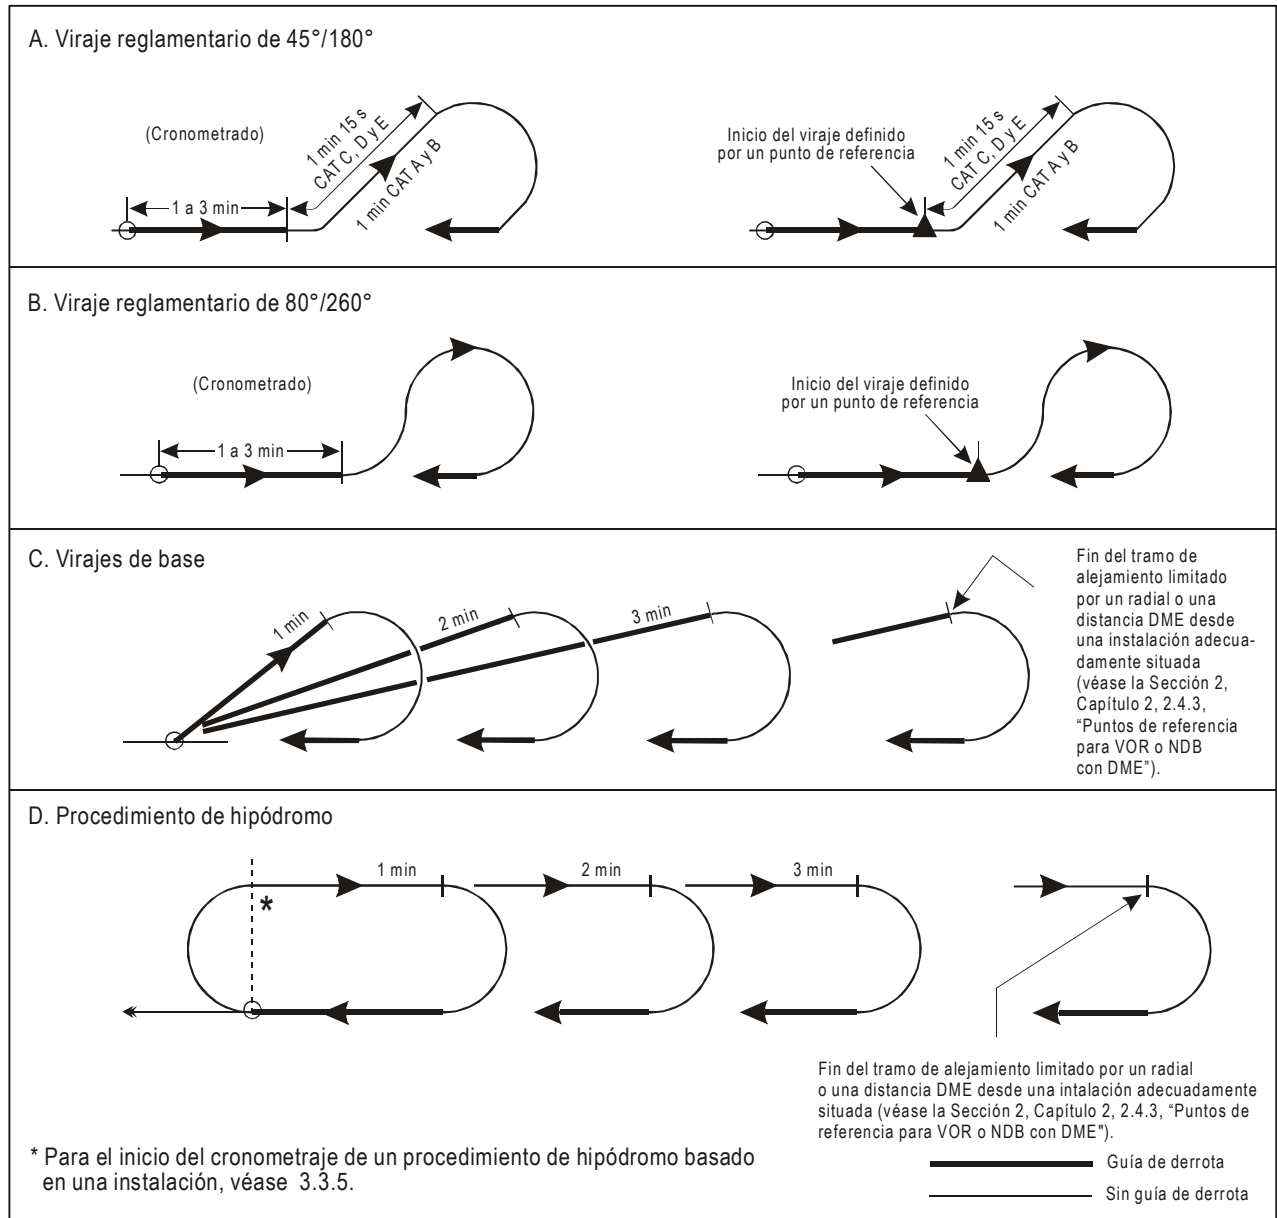 A. Viraje reglamentario de 45°/180°
(Cronometrado)
1 a 3 min
1 min 15 s
CAT C, D y E
1 min CAT A y B
Inicio del viraje definido
por un punto de referencia
1 min 15 s
CAT C, D y E
1 min CAT A y B
B. Viraje reglamentario de 80°/260°
(Cronometrado)
1 a 3 min
Inicio del viraje definido
por un punto de referencia
C. Virajes de base
1 min
2 min
3 min
Fin del tramo de
alejamiento limitado
por un radial o una
distancia DME desde
una instalación adecua-
damente situada
(véase la Sección 2,
Capítulo 2, 2.4.3,
“Puntos de referencia
para VOR o NDB
con DME”).
D. Procedimiento de hipódromo
1 min
2 min
3 min
*
Fin del tramo de alejamiento limitado por un radial
o una distancia DME desde una intalación adecuadamente
situada (véase la Sección 2, Capítulo 2, 2.4.3, “Puntos de
referencia para VOR o NDB con DME").
* Para el inicio del cronometraje de un procedimiento de hipódromo basado
en una instalación, véase 3.3.5.
Guía de derrota
Sin guía de derrota